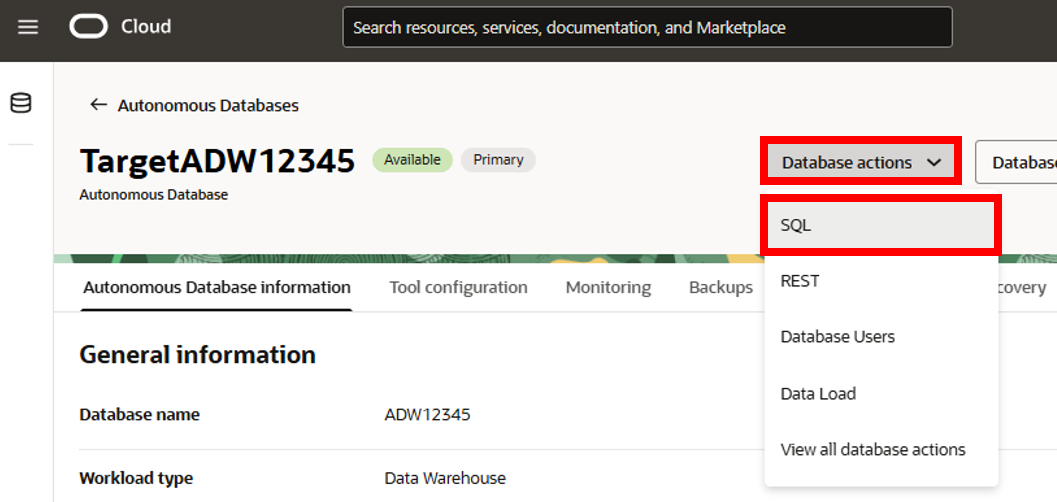 Cloud
Search resources, services, documentation, and Marketplace
Autonomous Databases
TargetADW12345 Available Primary
Autonomous Database
Database actions
Databas
SQL
REST
Database Users
Data Load
View all database actions
Autonomous Database information Tool configuration Monitoring Backups covery
General information
Database name ADW12345
Workload type Data Warehouse